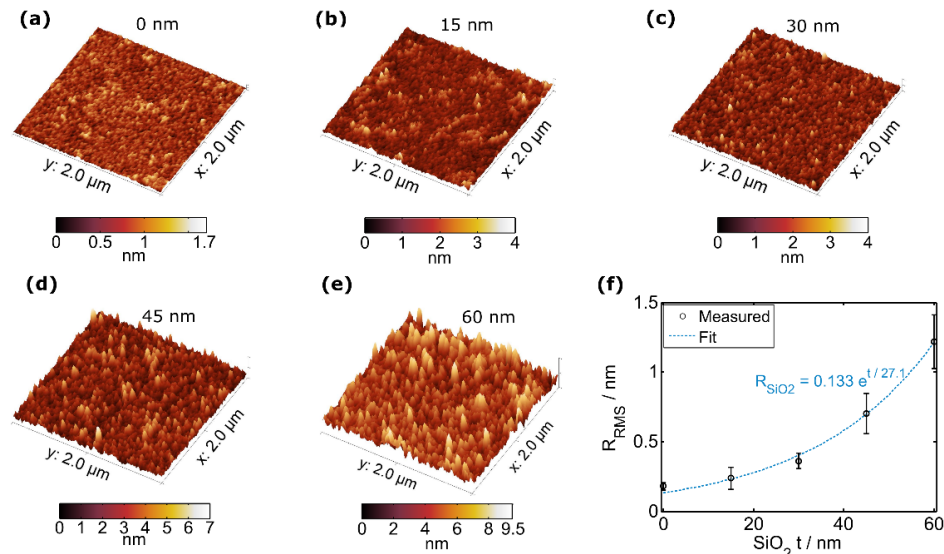 (a) 0 nm
y: 2.0 µm
x: 2.0 µm
0 0.5 1 1.7
nm
(b) 15 nm
y: 2.0 µm
x: 2.0 µm
0 1 2 3 4
nm
(c) 30 nm
y: 2.0 µm
x: 2.0 µm
0 1 2 3 4
nm
(d) 45 nm
y: 2.0 µm
x: 2.0 µm
0 1 2 3 4 5 6 7
nm
(e) 60 nm
y: 2.0 µm
x: 2.0 µm
0 2 4 6 8 9.5
nm
(f)
1.5
Measured
Fit
R_SiO2 = 0.133 e^t / 27.1
1
0.5
0
R_RMS / nm
0 20 40 60
SiO₂ t / nm